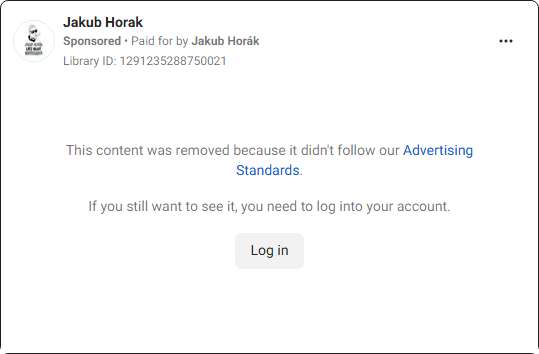 Jakub Horak
Sponsored • Paid for by Jakub Horák
Library ID: 1291235288750021
This content was removed because it didn't follow our Advertising
Standards.
If you still want to see it, you need to log into your account.
Log in